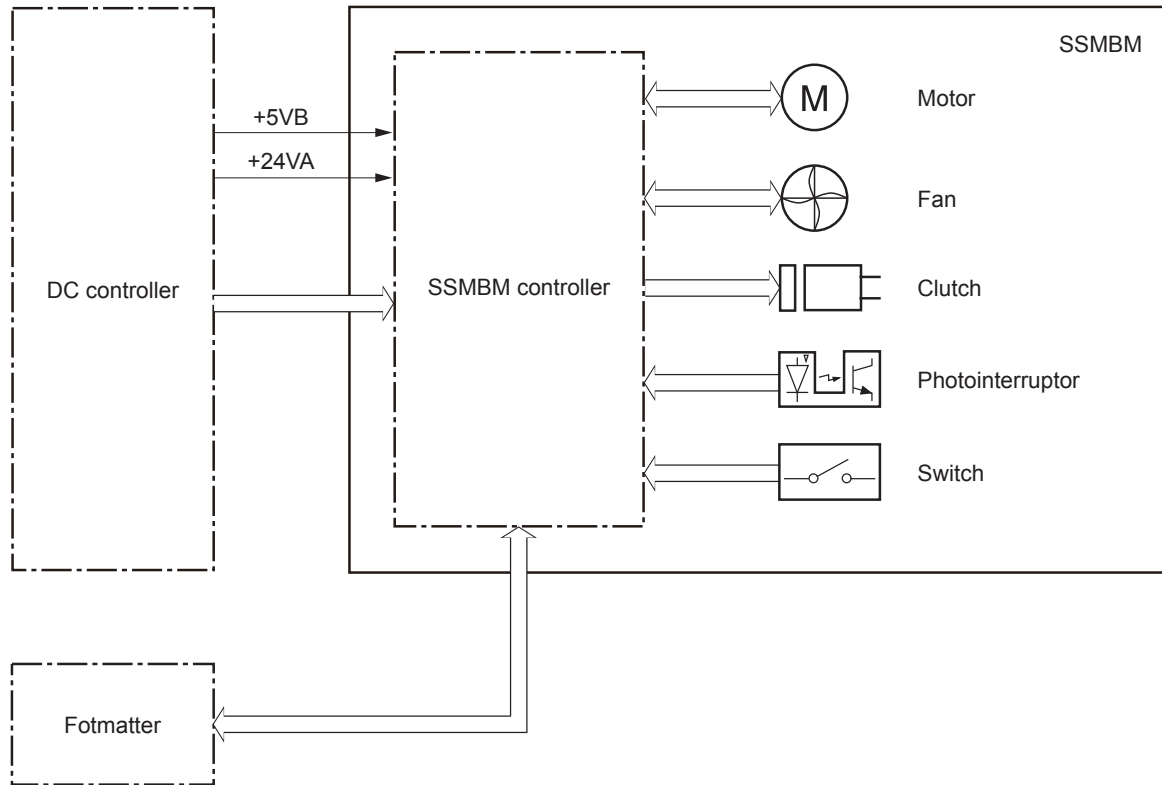 SSMBM
+5VB
+24VA
DC controller
SSMBM controller
M
Motor
Fan
Clutch
Photointerruptor
Switch
Fotmatter